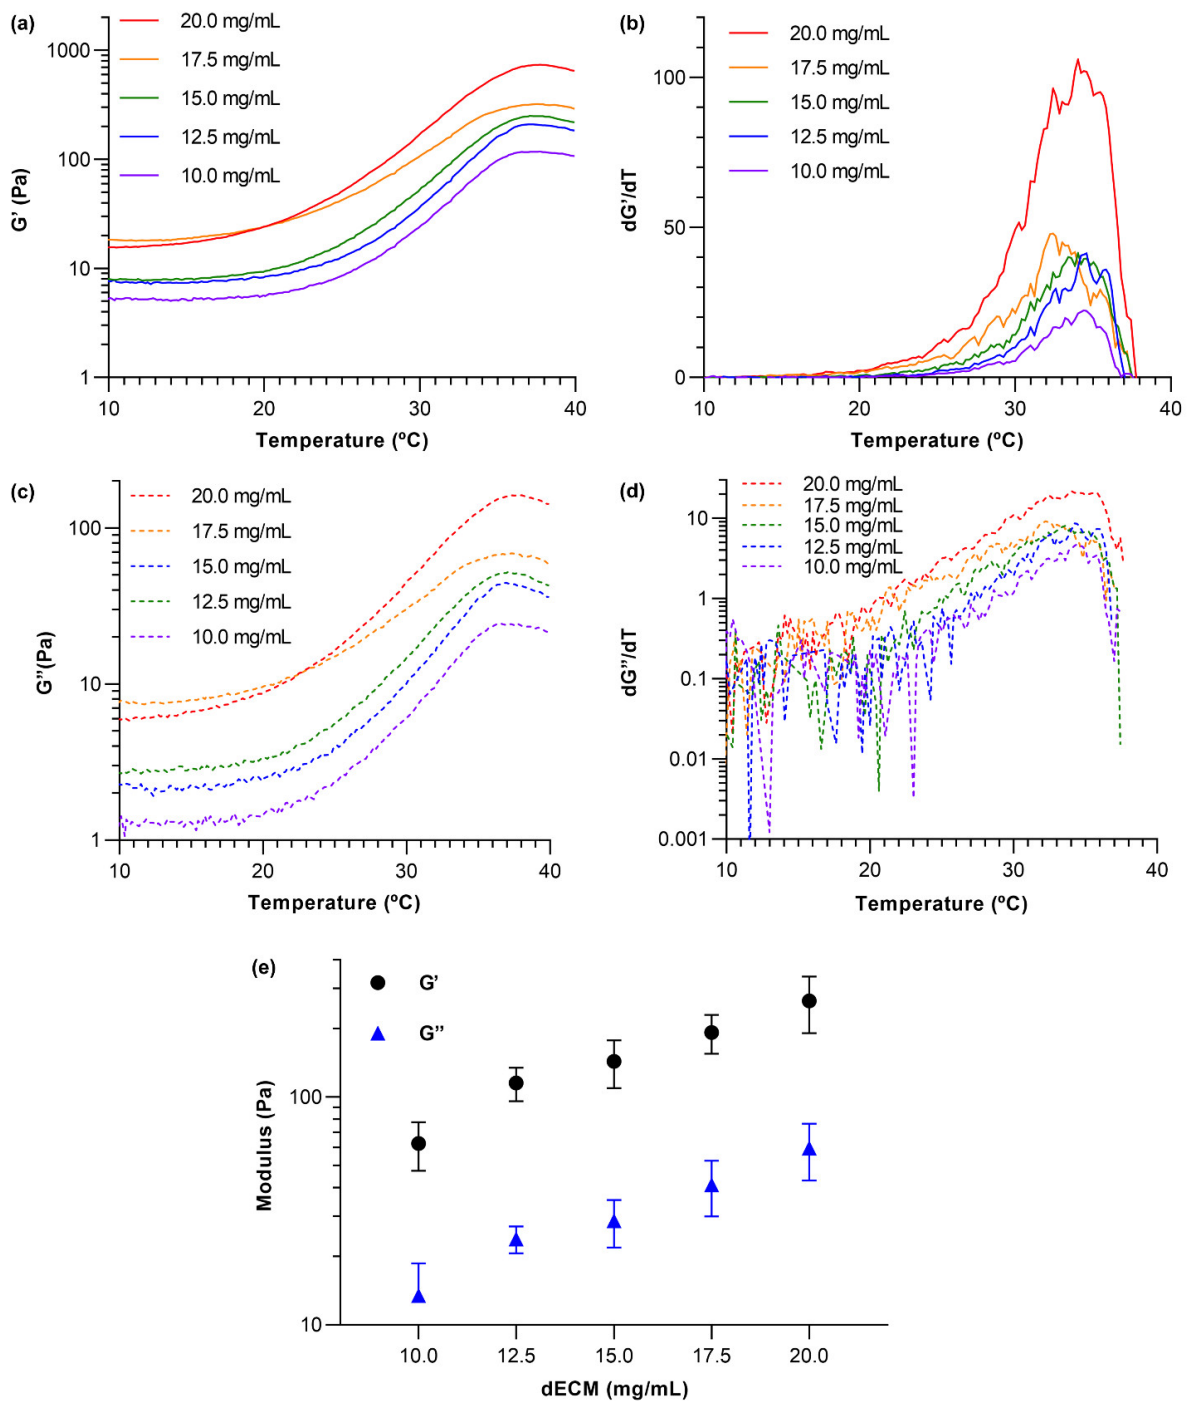 (a)
20.0 mg/mL
17.5 mg/mL
15.0 mg/mL
12.5 mg/mL
10.0 mg/mL
G’ (Pa)
1000
100
10
1
10 20 30 40
Temperature (ºC)
(b)
20.0 mg/mL
17.5 mg/mL
15.0 mg/mL
12.5 mg/mL
10.0 mg/mL
dG’/dT
100
50
0
10 20 30 40
Temperature (ºC)
(c)
20.0 mg/mL
17.5 mg/mL
15.0 mg/mL
12.5 mg/mL
10.0 mg/mL
G’’(Pa)
100
10
1
10 20 30 40
Temperature (ºC)
(d)
20.0 mg/mL
17.5 mg/mL
15.0 mg/mL
12.5 mg/mL
10.0 mg/mL
dG’’/dT
10
1
0.1
0.01
0.001
10 20 30 40
Temperature (ºC)
(e)
G’
G’’
Modulus (Pa)
100
10
10.0 12.5 15.0 17.5 20.0
dECM (mg/mL)